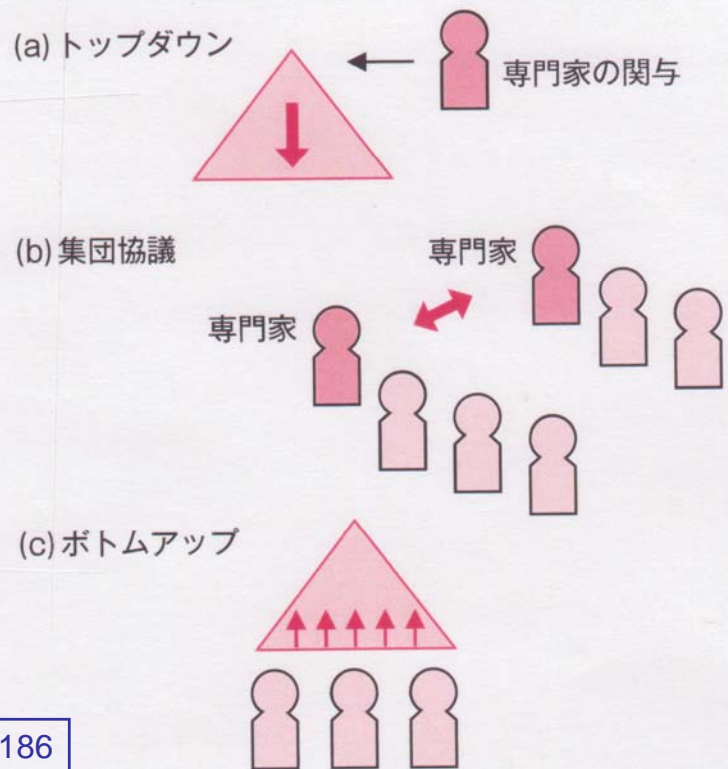 (a) トップダウン
専門家の関与
(b) 集団協議
専門家
専門家
(c) ボトムアップ
186